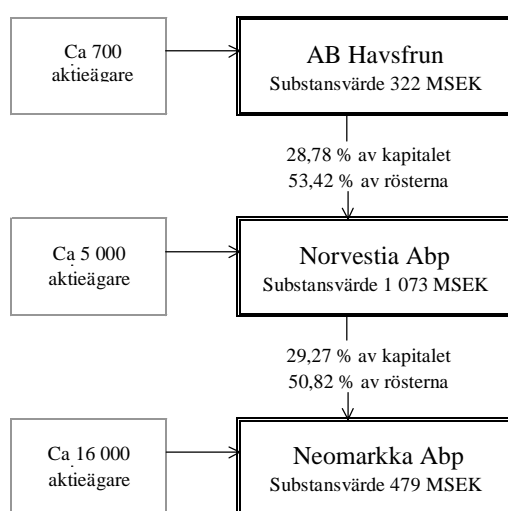 Ca 700
aktieägare
AB Havsfrun
Substansvärde 322 MSEK
28,78 % av kapitalet
53,42 % av rösterna
Ca 5 000
aktieägare
Norvestia Abp
Substansvärde 1 073 MSEK
29,27 % av kapitalet
50,82 % av rösterna
Ca 16 000
aktieägare
Neomarkka Abp
Substansvärde 479 MSEK